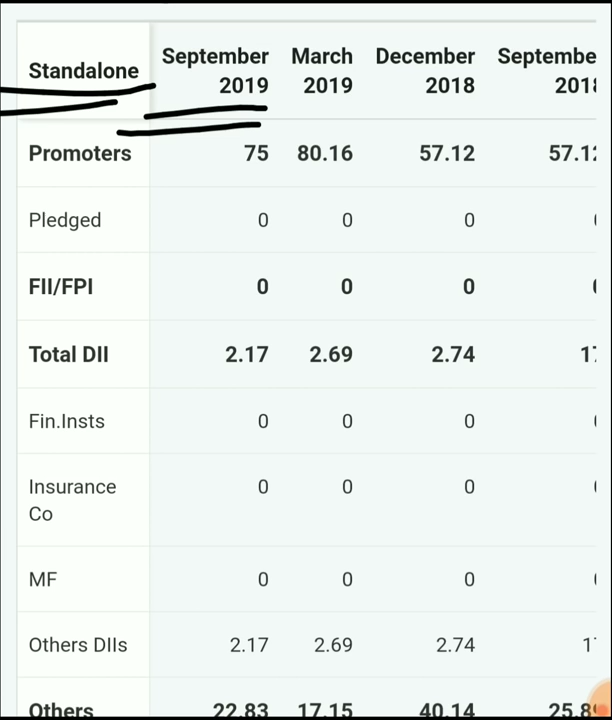 Standalone September 2019 March 2019 December 2018
Promoters 75 80.16 57.12
Pledged 0 0 0
FII/FPI 0 0 0
Total DII 2.17 2.69 2.74
Fin.Insts 0 0 0
Insurance Co 0 0 0
MF 0 0 0
Others DIIs 2.17 2.69 2.74
Others 22.83 17.15 40.14